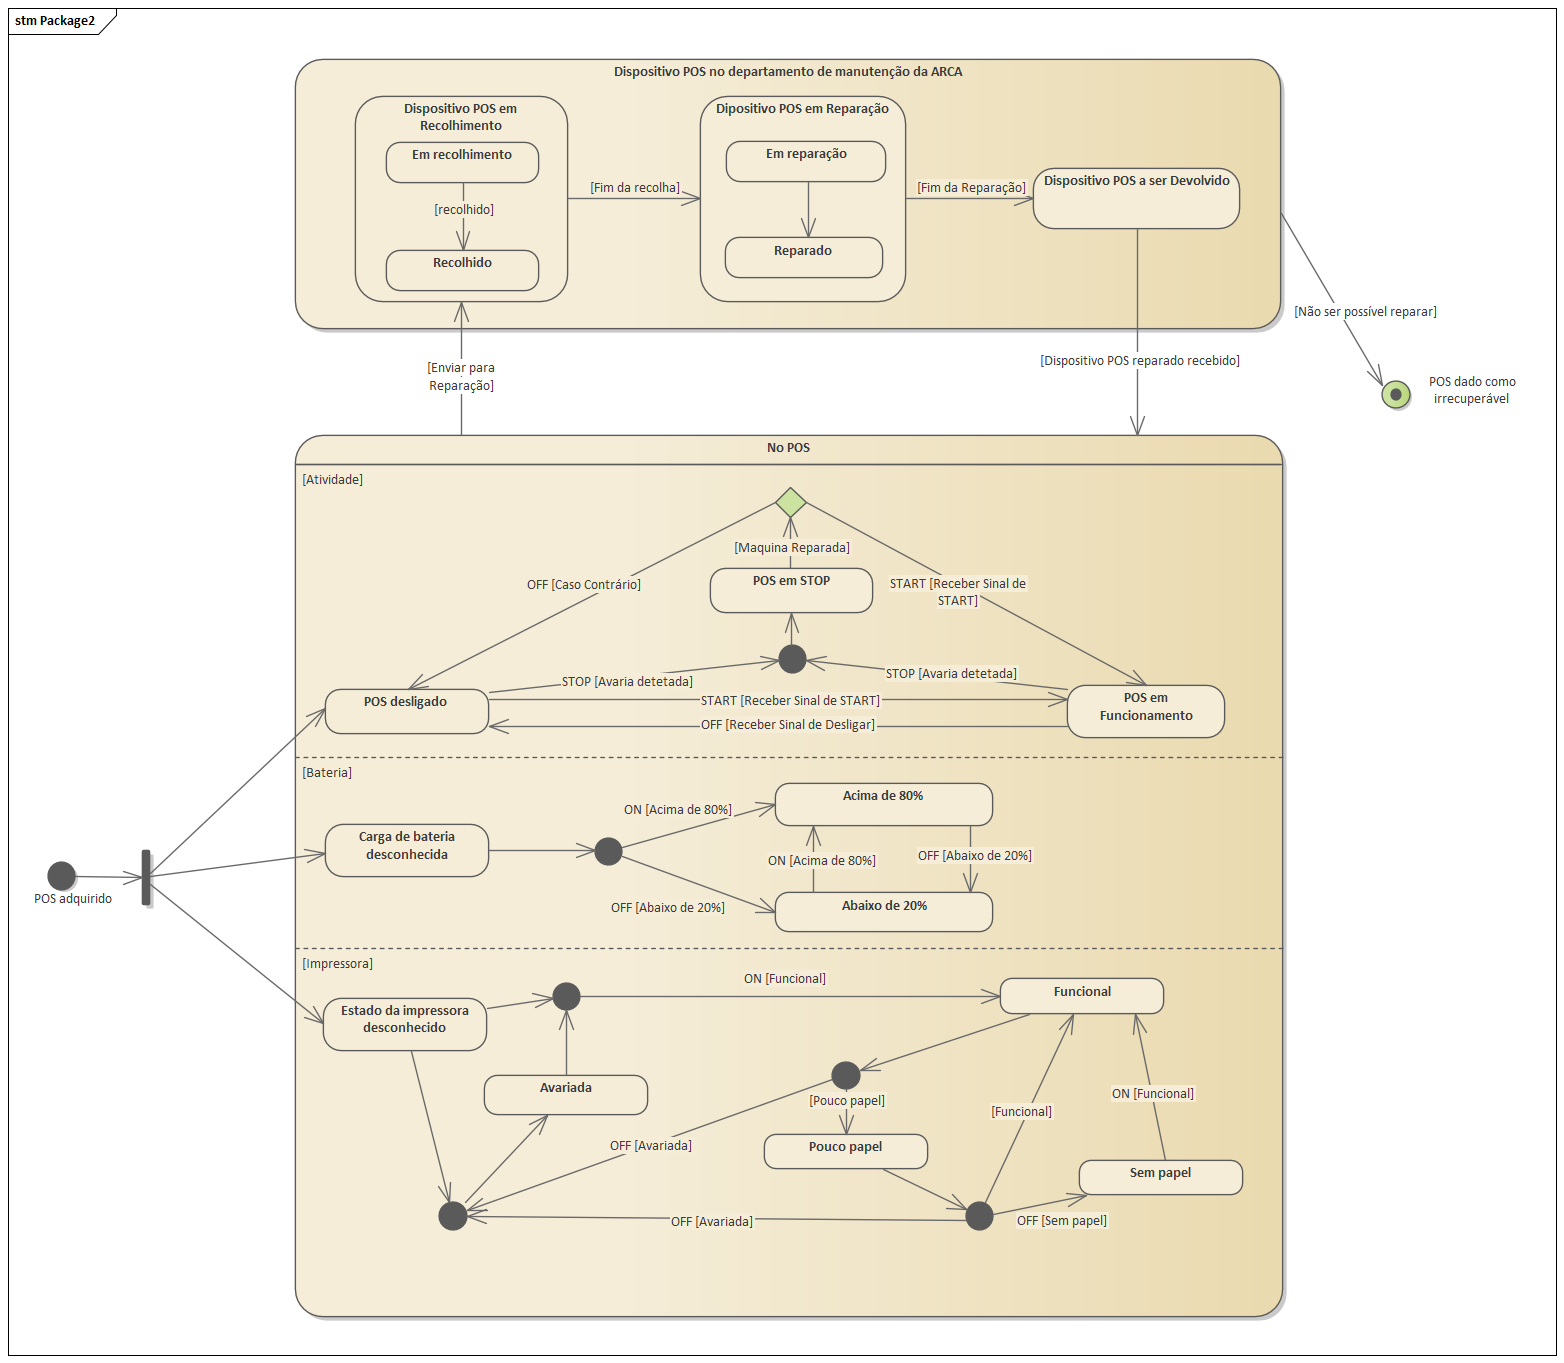 stm Package2
Dispositivo POS no departamento de manutenção da ARCA
Dispositivo POS em
Recolhimento
Em recolhimento
[recolhido]
Recolhido
[Fim da recolha]
Dipositivo POS em Reparação
Em reparação
Reparado
[Fim da Reparação]
Dispositivo POS a ser Devolvido
[Não ser possível reparar]
[Enviar para
Reparação]
[Dispositivo POS reparado recebido]
POS dado como
irrecuperável
No POS
[Atividade]
[Maquina Reparada]
OFF [Caso Contrário]
POS em STOP
START [Receber Sinal de
START]
STOP [Avaria detetada]
STOP [Avaria detetada]
POS desligado
START [Receber Sinal de START]
OFF [Receber Sinal de Desligar]
POS em
Funcionamento
[Bateria]
Carga de bateria
desconhecida
ON [Acima de 80%]
Acima de 80%
ON [Acima de 80%]
OFF [Abaixo de 20%]
OFF [Abaixo de 20%]
Abaixo de 20%
POS adquirido
[Impressora]
Estado da impressora
desconhecido
ON [Funcional]
Funcional
Avariada
[Pouco papel]
OFF [Avariada]
Pouco papel
[Funcional]
ON [Funcional]
Sem papel
OFF [Avariada]
OFF [Sem papel]